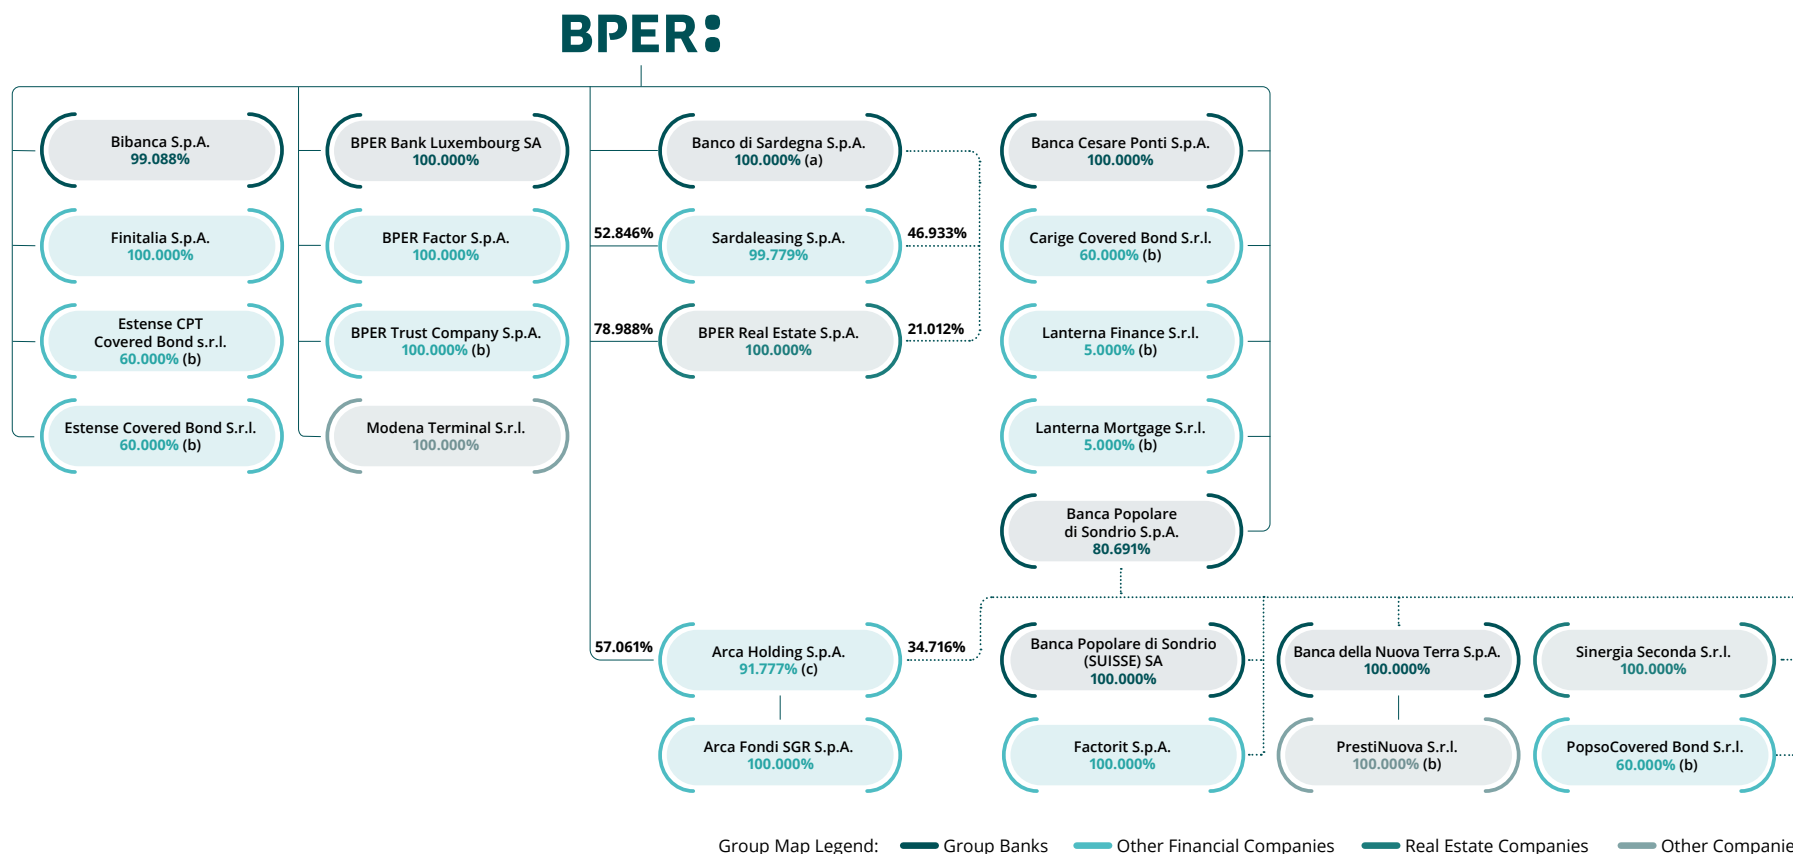 BPER:
Bibanca S.p.A.
99.088%
Finitalia S.p.A.
100.000%
Estense CPT
Covered Bond s.r.l.
60.000% (b)
Estense Covered Bond S.r.l.
60.000% (b)
BPER Bank Luxembourg SA
100.000%
BPER Factor S.p.A.
100.000%
BPER Trust Company S.p.A.
100.000% (b)
Modena Terminal S.r.l.
100.000%
Banco di Sardegna S.p.A.
100.000% (a)
52.846%
Sardaleasing S.p.A.
99.779%
46.933%
78.988%
BPER Real Estate S.p.A.
100.000%
21.012%
Banca Cesare Ponti S.p.A.
100.000%
Carige Covered Bond S.r.l.
60.000% (b)
Lanterna Finance S.r.l.
5.000% (b)
Lanterna Mortgage S.r.l.
5.000% (b)
Banca Popolare
di Sondrio S.p.A.
80.691%
57.061%
Arca Holding S.p.A.
91.777% (c)
34.716%
Arca Fondi SGR S.p.A.
100.000%
Banca Popolare di Sondrio
(SUISSE) SA
100.000%
Factorit S.p.A.
100.000%
Banca della Nuova Terra S.p.A.
100.000%
PrestiNuova S.r.l.
100.000% (b)
Sinergia Seconda S.r.l.
100.000%
PopsoCovered Bond S.r.l.
60.000% (b)
Group Map Legend: Group Banks Other Financial Companies Real Estate Companies Other Companie